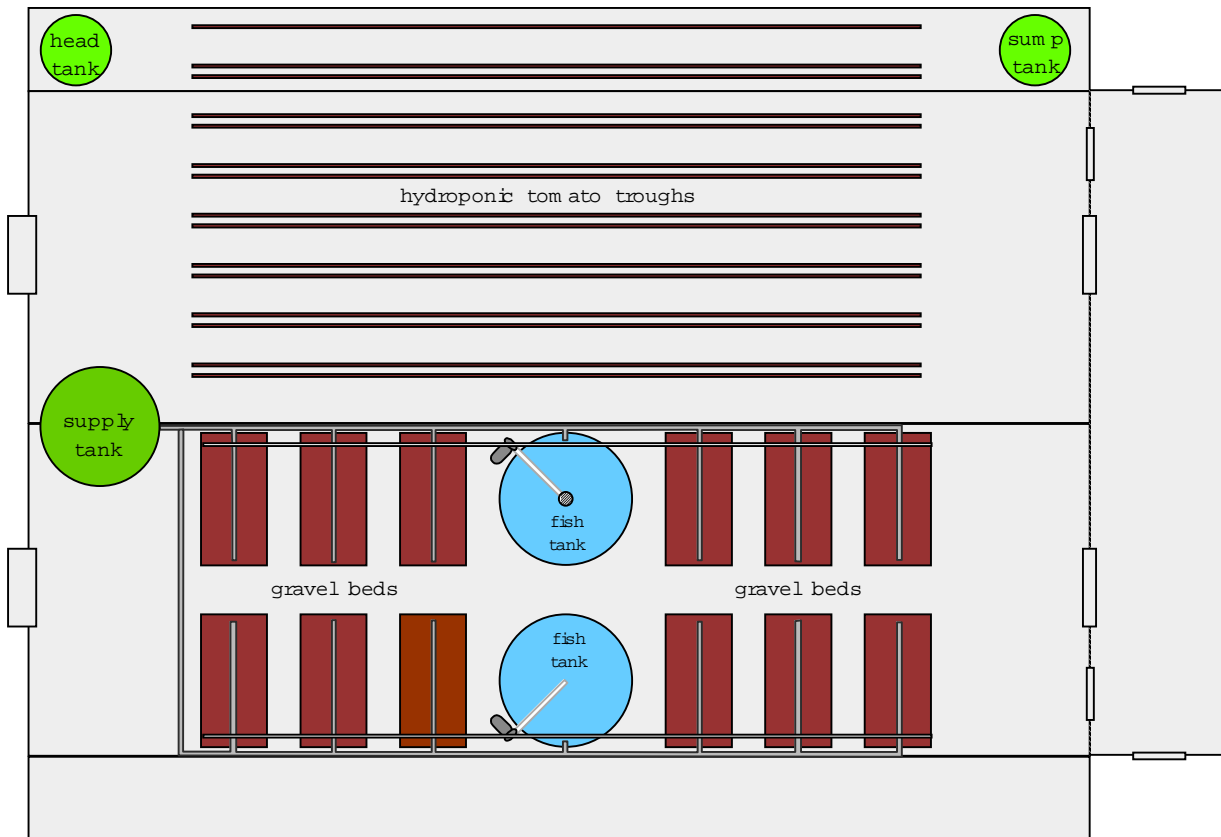 head
tank
sump
tank
hydroponic tomato troughs
supply
tank
fish
tank
gravel beds
gravel beds
fish
tank